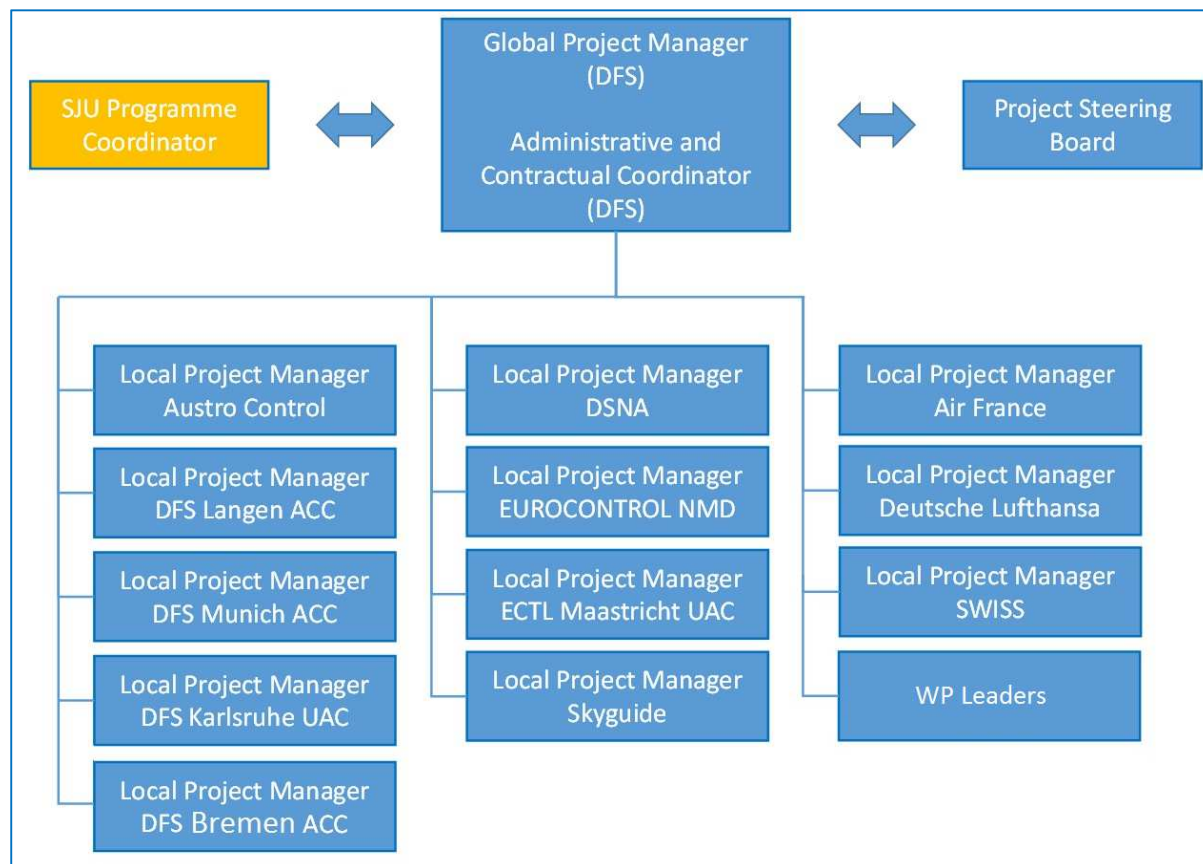 Global Project Manager
(DFS)
Administrative and
Contractual Coordinator
(DFS)
SJU Programme
Coordinator
Project Steering
Board
Local Project Manager
Austro Control
Local Project Manager
DFS Langen ACC
Local Project Manager
DFS Munich ACC
Local Project Manager
DFS Karlsruhe UAC
Local Project Manager
DFS Bremen ACC
Local Project Manager
DSNA
Local Project Manager
EUROCONTROL NMD
Local Project Manager
ECTL Maastricht UAC
Local Project Manager
Skyguide
Local Project Manager
Air France
Local Project Manager
Deutsche Lufthansa
Local Project Manager
SWISS
WP Leaders